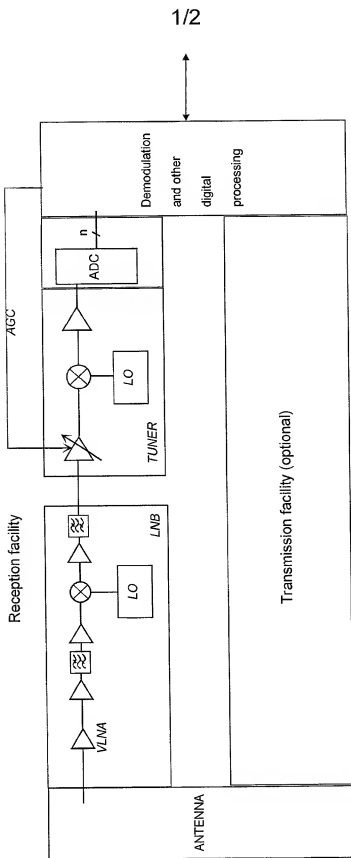 1/2
Reception facility
AGC
VLNA
LO
LNB
TUNER
LO
ADC
n
Demodulation
and other
digital
processing
ANTENNA
Transmission facility (optional)